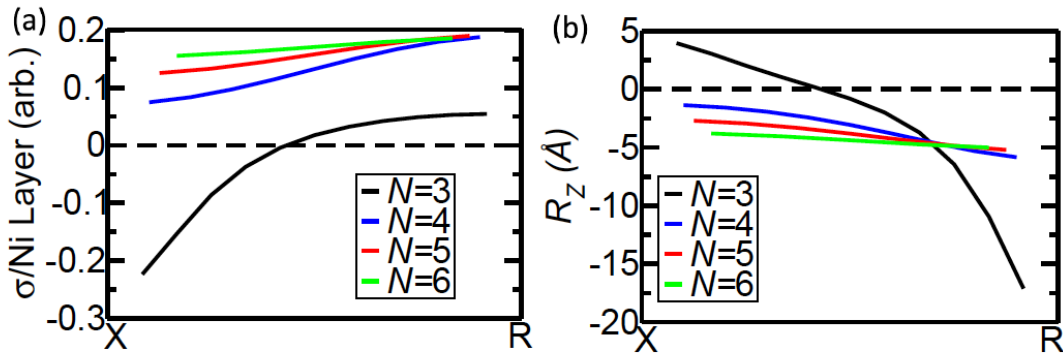 (a)
σ/Ni Layer (arb.)
0.2
0.1
0
-0.1
-0.2
-0.3
X
R
N=3
N=4
N=5
N=6
(b)
R_Z (Å)
5
0
-5
-10
-15
-20
X
R
N=3
N=4
N=5
N=6